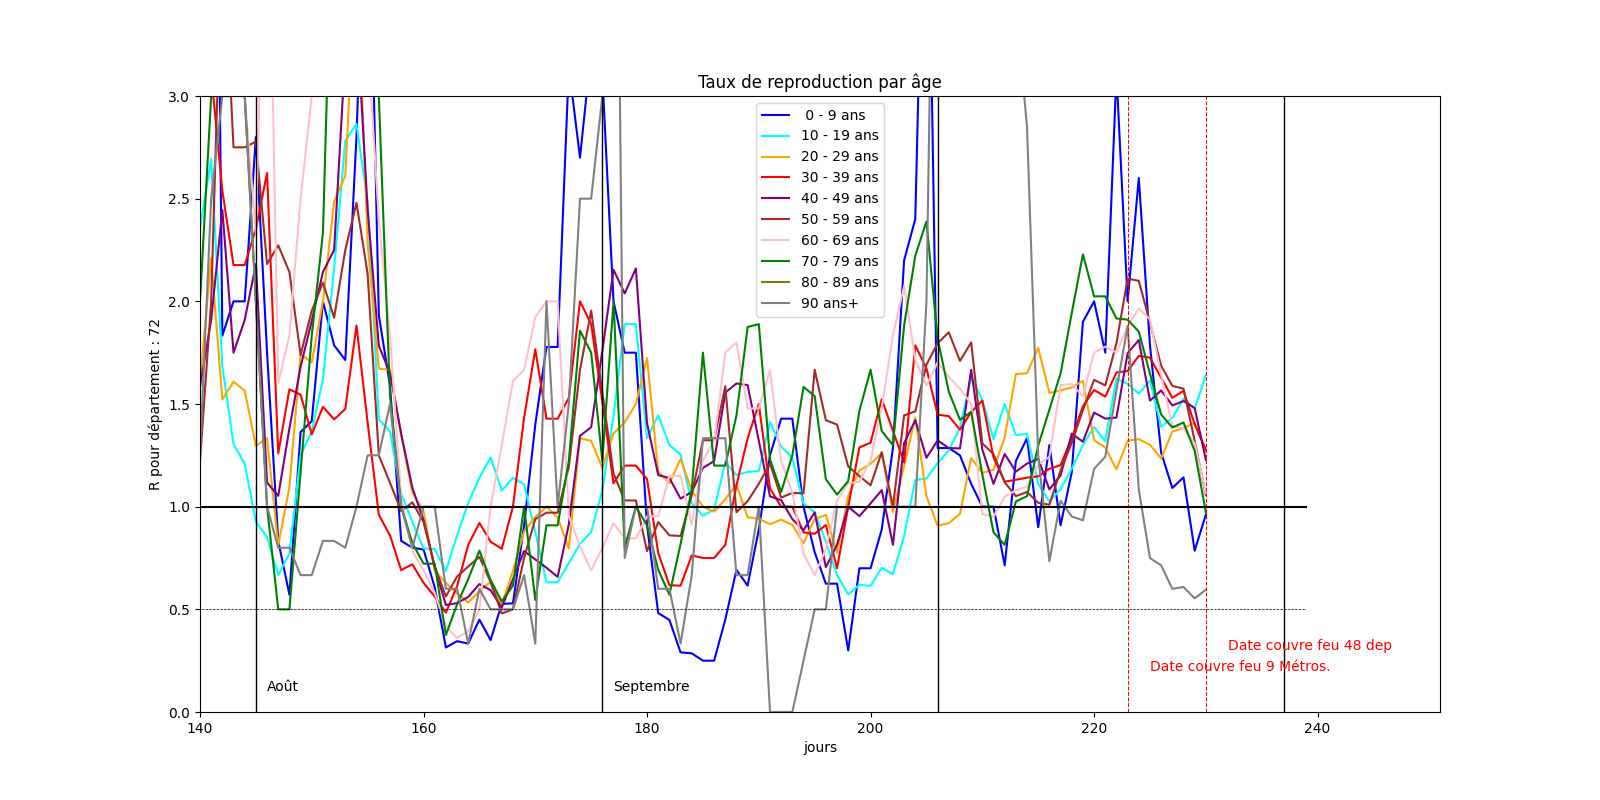 Taux de reproduction par âge
3.0
2.5
2.0
1.5
1.0
0.5
0.0
R pour département : 72
0 - 9 ans
10 - 19 ans
20 - 29 ans
30 - 39 ans
40 - 49 ans
50 - 59 ans
60 - 69 ans
70 - 79 ans
80 - 89 ans
90 ans+
Date couvre feu 48 dep
Date couvre feu 9 Métros.
Août
Septembre
140
160
180
200
220
240
jours